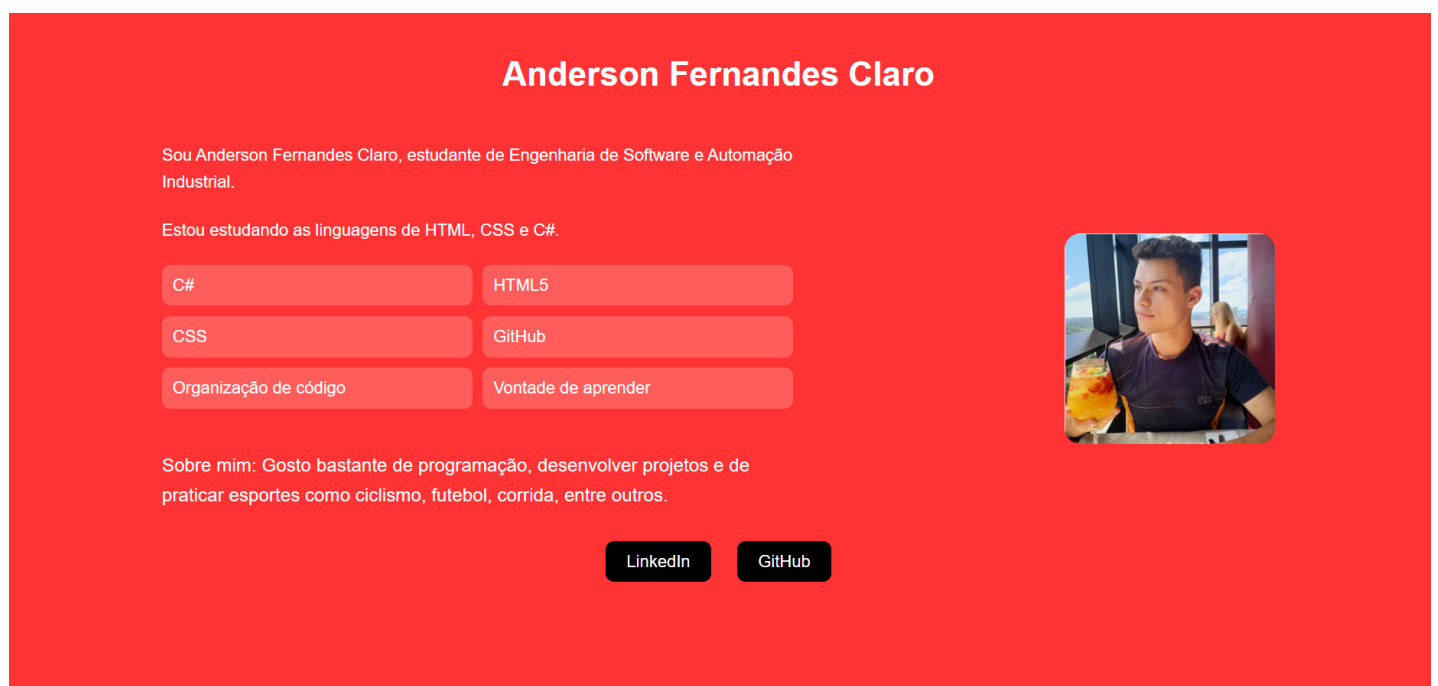 Anderson Fernandes Claro
Sou Anderson Fernandes Claro, estudante de Engenharia de Software e Automação
Industrial.
Estou estudando as linguagens de HTML, CSS e C#.
C#
HTML5
CSS
GitHub
Organização de código
Vontade de aprender
Sobre mim: Gosto bastante de programação, desenvolver projetos e de
praticar esportes como ciclismo, futebol, corrida, entre outros.
LinkedIn
GitHub